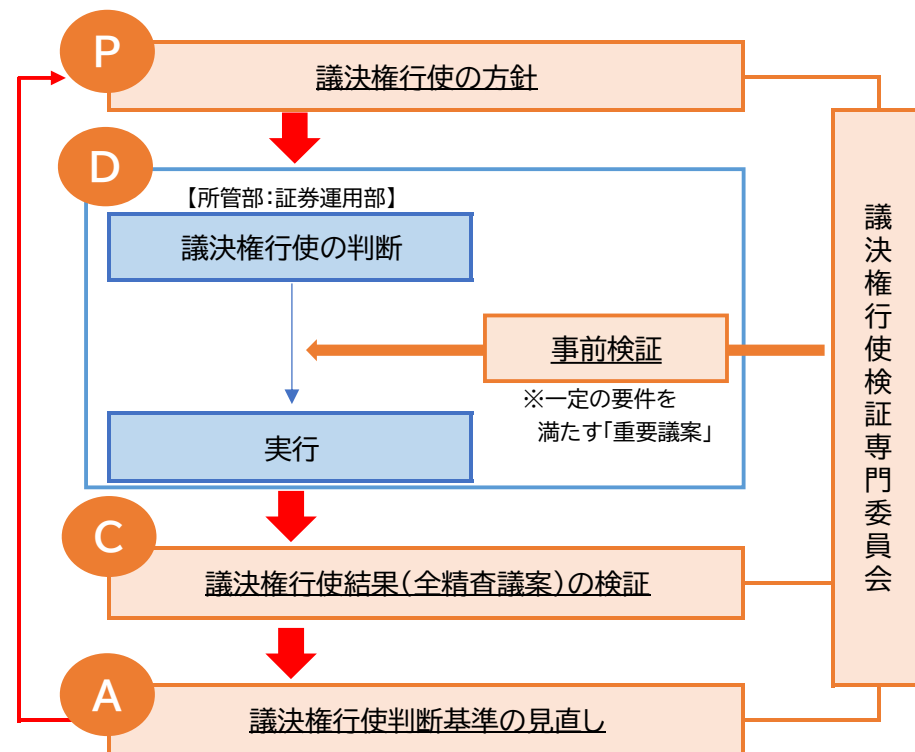 P
議決権行使の方針
D
【所管部:証券運用部】
議決権行使の判断
事前検証
※一定の要件を
満たす「重要議案」
実行
C
議決権行使結果(全精査議案)の検証
A
議決権行使判断基準の見直し
議決権行使検証専門委員会